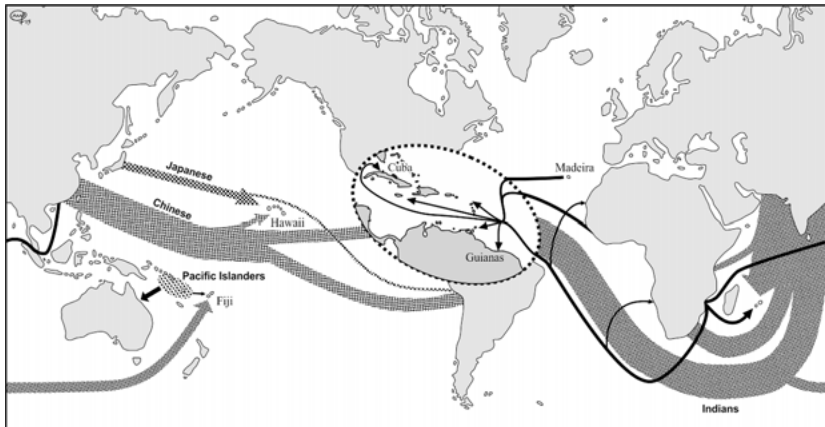 Japanese
Chinese
Hawaii
Cuba
Madeira
Guianas
Pacific Islanders
Fiji
Indians